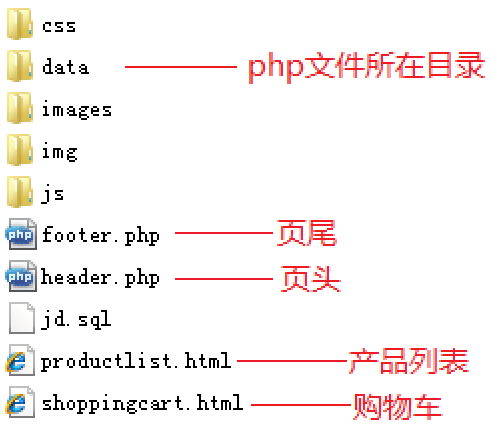 css
data php文件所在目录
images
img
js
footer.php 页尾
header.php 页头
jd.sql
productlist.html 产品列表
shoppingcart.html 购物车